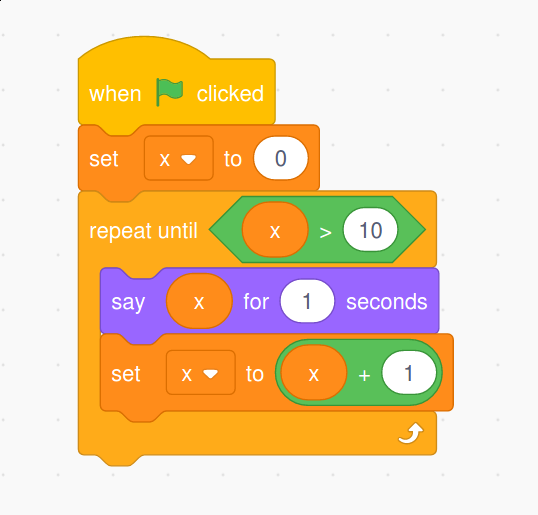 when clicked
set x to 0
repeat until x > 10
say x for 1 seconds
set x to x + 1